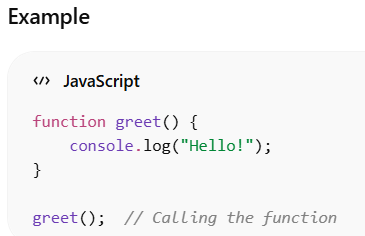 Example
</> JavaScript
function greet() {
    console.log("Hello!");
}
greet();  // Calling the function